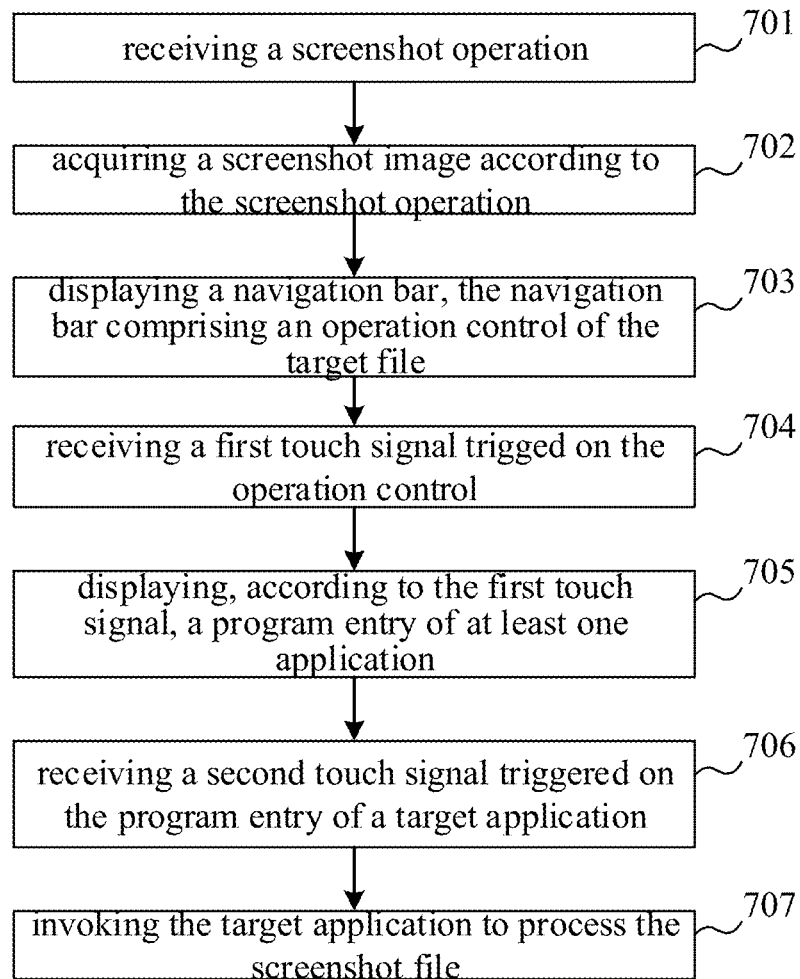 701
receiving a screenshot operation
702
acquiring a screenshot image according to
the screenshot operation
703
displaying a navigation bar, the navigation
bar comprising an operation control of the
target file
704
receiving a first touch signal trigged on the
operation control
705
displaying, according to the first touch
signal, a program entry of at least one
application
706
receiving a second touch signal triggered on
the program entry of a target application
707
invoking the target application to process the
screenshot file